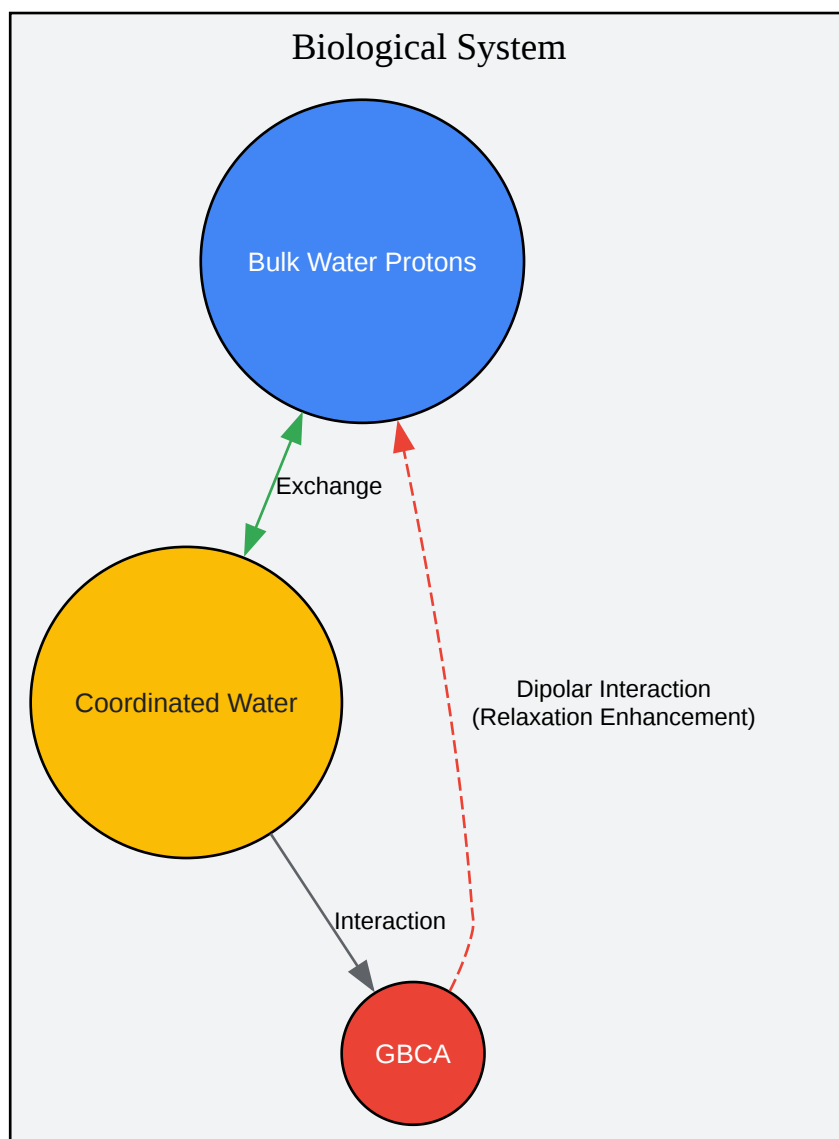 Biological System
Bulk Water Protons
Exchange
Coordinated Water
Dipolar Interaction
(Relaxation Enhancement)
Interaction
GBCA